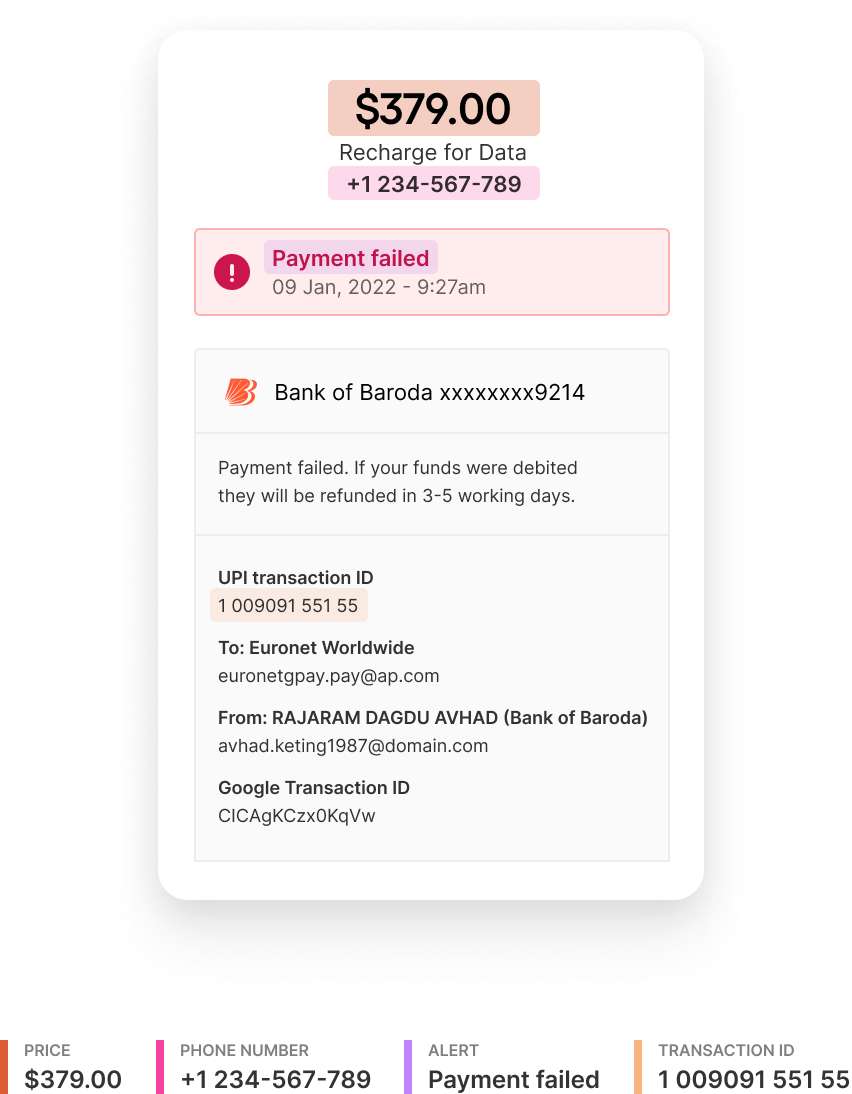 $379.00
Recharge for Data
+1 234-567-789
Payment failed
09 Jan, 2022 - 9:27am
Bank of Baroda xxxxxxxx9214
Payment failed. If your funds were debited
they will be refunded in 3-5 working days.
UPI transaction ID
1 009091 551 55
To: Euronet Worldwide
euronetgpay.pay@ap.com
From: RAJARAM DAGDU AVHAD (Bank of Baroda)
avhad.keting1987@domain.com
Google Transaction ID
CICAgKCzx0KqVw
PRICE
$379.00
PHONE NUMBER
+1 234-567-789
ALERT
Payment failed
TRANSACTION ID
1 009091 551 55